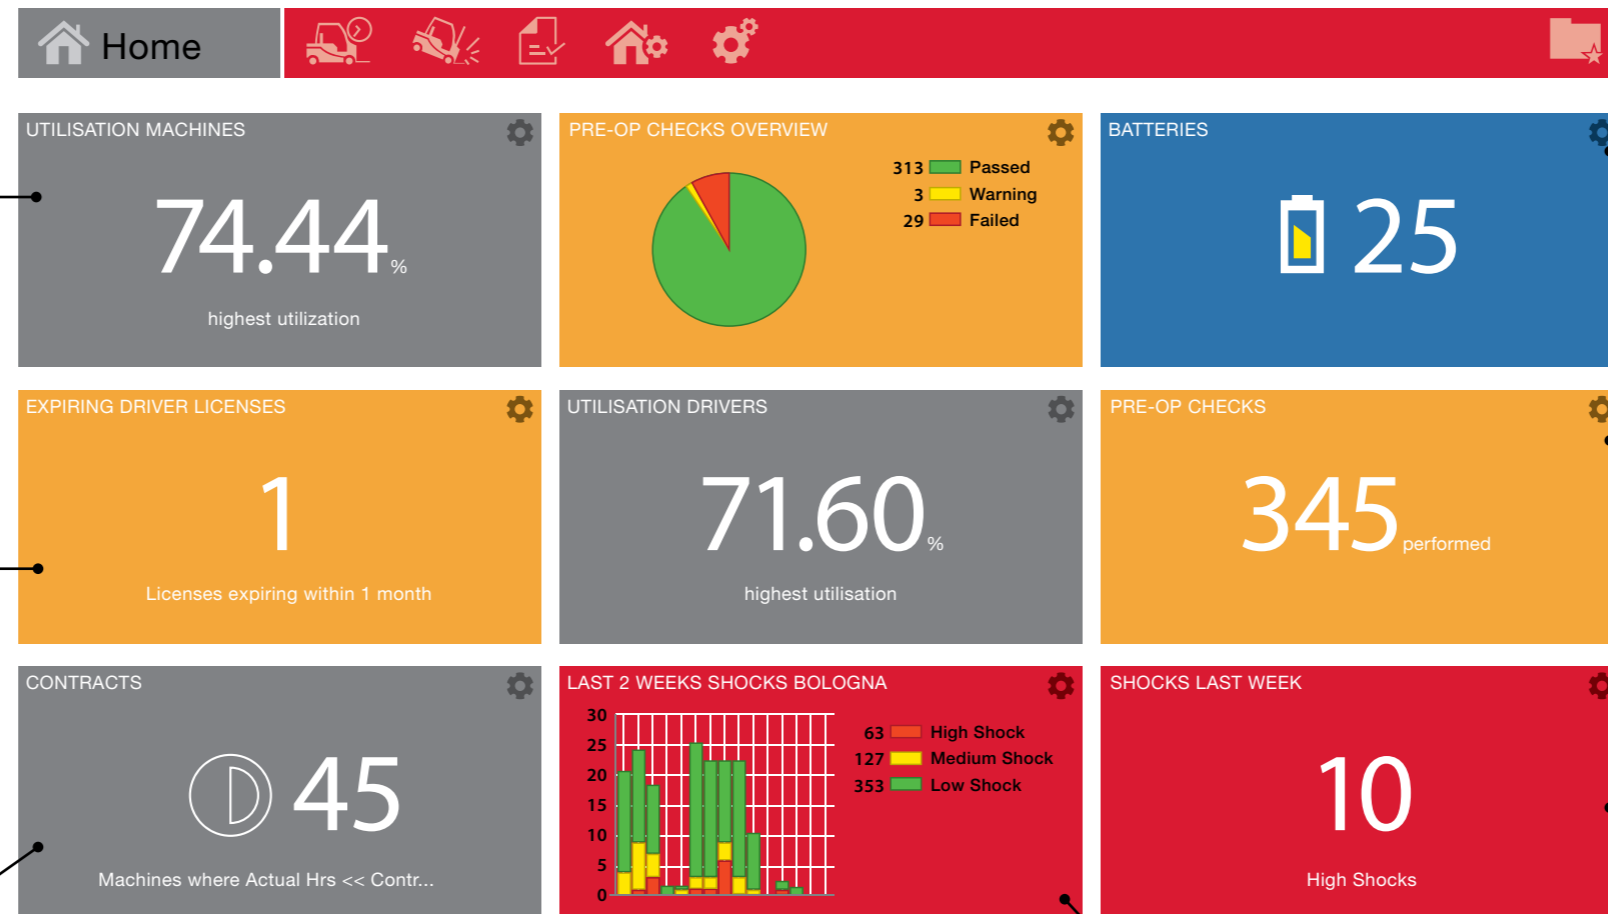 Home
UTILISATION MACHINES
74.44 %
highest utilization
PRE-OP CHECKS OVERVIEW
313 Passed
3 Warning
29 Failed
BATTERIES
25
EXPIRING DRIVER LICENSES
1
Licenses expiring within 1 month
UTILISATION DRIVERS
71.60 %
highest utilisation
PRE-OP CHECKS
345 performed
CONTRACTS
45
Machines where Actual Hrs << Contr...
LAST 2 WEEKS SHOCKS BOLOGNA
30
25
20
15
10
5
0
63 High Shock
127 Medium Shock
353 Low Shock
SHOCKS LAST WEEK
10
High Shocks